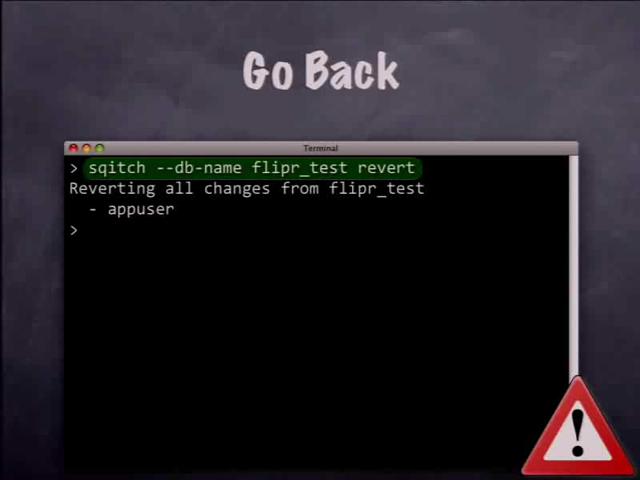 Go Back
Terminal
> sqitch --db-name flipr_test revert
Reverting all changes from flipr_test
- appuser
>
!